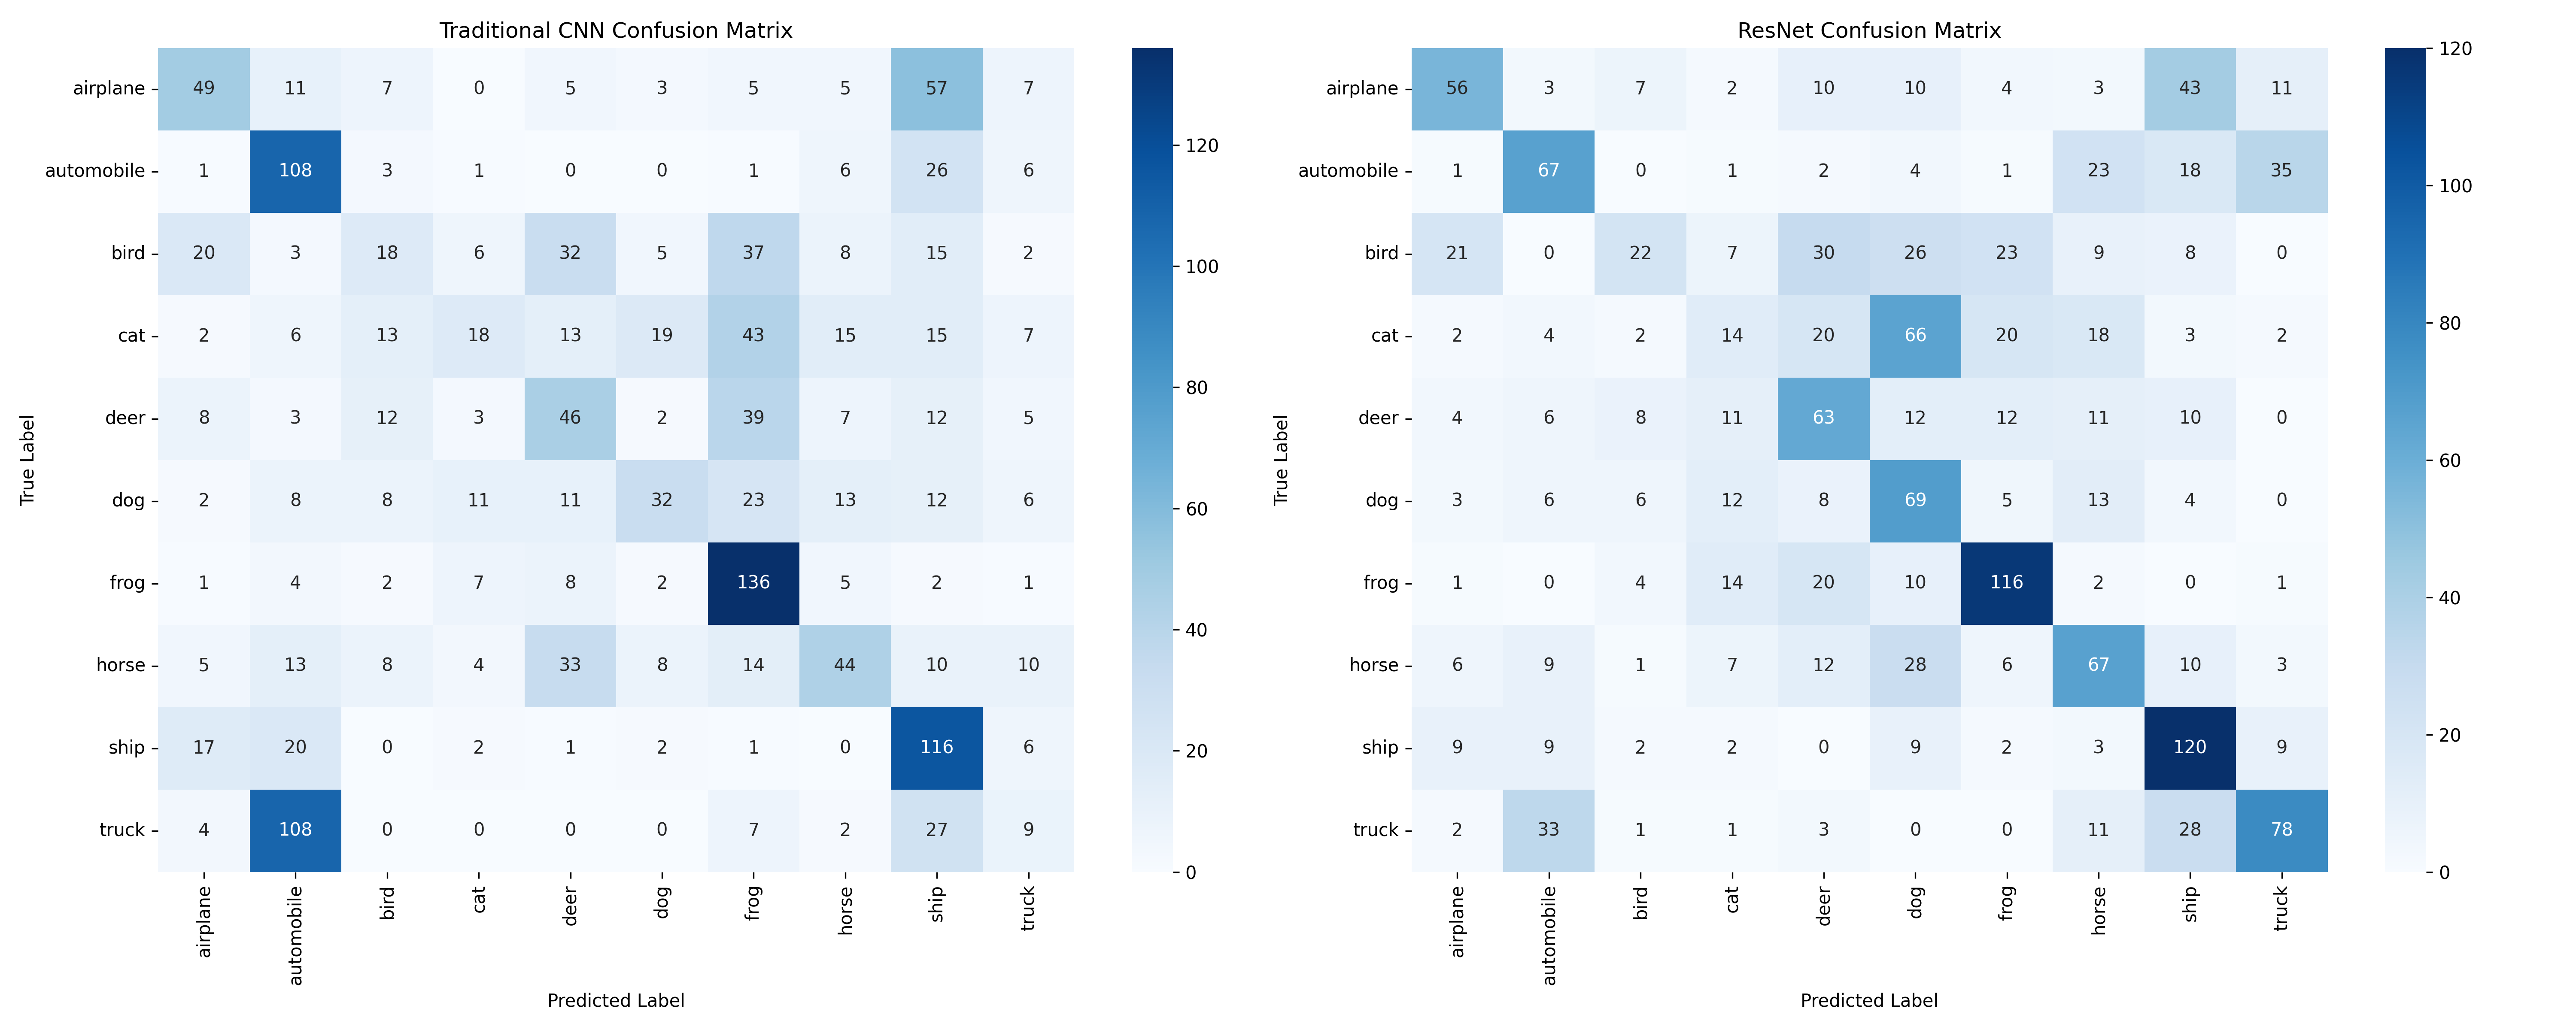 Traditional CNN Confusion Matrix
airplane 49 11 7 0 5 3 5 5 57 7
automobile 1 108 3 1 0 0 1 6 26 6
bird 20 3 18 6 32 5 37 8 15 2
cat 2 6 13 18 13 19 43 15 15 7
deer 8 3 12 3 46 2 39 7 12 5
dog 2 8 8 11 11 32 23 13 12 6
frog 1 4 2 7 8 2 136 5 2 1
horse 5 13 8 4 33 8 14 44 10 10
ship 17 20 0 2 1 2 1 0 116 6
truck 4 108 0 0 0 0 7 2 27 9
True Label
airplane automobile bird cat deer dog frog horse ship truck
Predicted Label
120
100
80
60
40
20
0
ResNet Confusion Matrix
airplane 56 3 7 2 10 10 4 3 43 11
automobile 1 67 0 1 2 4 1 23 18 35
bird 21 0 22 7 30 26 23 9 8 0
cat 2 4 2 14 20 66 20 18 3 2
deer 4 6 8 11 63 12 12 11 10 0
dog 3 6 6 12 8 69 5 13 4 0
frog 1 0 4 14 20 10 116 2 0 1
horse 6 9 1 7 12 28 6 67 10 3
ship 9 9 2 2 0 9 2 3 120 9
truck 2 33 1 1 3 0 0 11 28 78
True Label
airplane automobile bird cat deer dog frog horse ship truck
Predicted Label
120
100
80
60
40
20
0